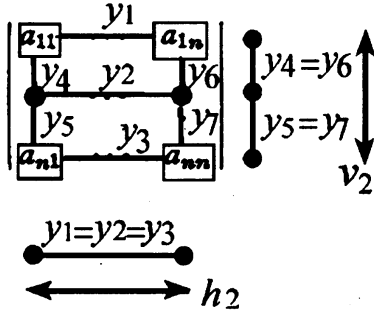 y1
a11 a1n
y4 y2 y6 y4=y6
y5 y3 y7 y5=y7
an1 ann v2
y1=y2=y3
h2